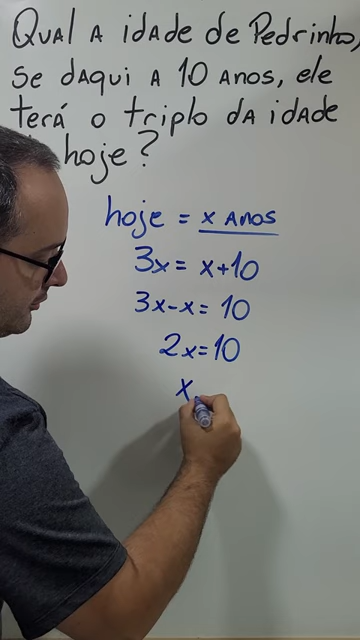 Qual a idade de Pedrinho,
se daqui a 10 anos, ele
terá o triplo da idade
hoje?
hoje = x anos
3x = x+10
3x-x = 10
2x=10
x